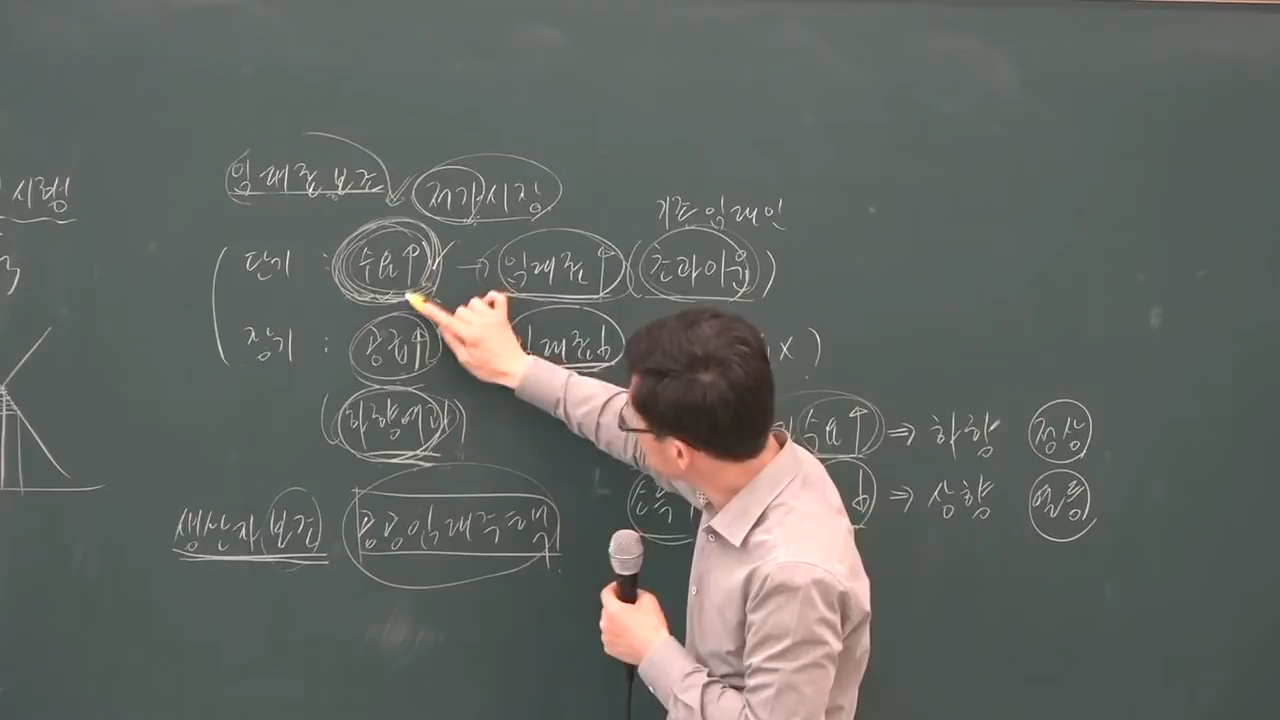 시령
임대료 보조 저가시장
기존 임대인
(단기 : 수요↑ → 임대료↑ (초과이윤)
(장기 : 공급↑ 임대료↓ x)
(하향여과)
수요↑ ⇒ 하향 정상
소득 ↓ ⇒ 상향 열등
생산자 보조 공공임대주택